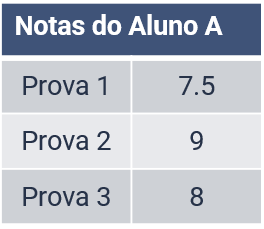 Notas do Aluno A
Prova 1 7.5
Prova 2 9
Prova 3 8